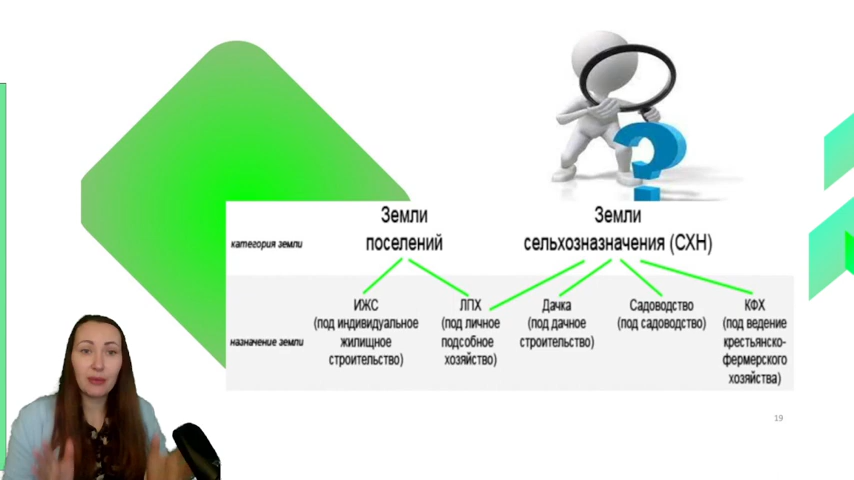 Земли
поселений
Земли
сельхозназначения (СХН)
категория земли
назначение земли
ИЖС
(под индивидуальное
жилищное
строительство)
ЛПХ
(под личное
подсобное
хозяйство)
Дачка
(под дачное
строительство)
Садоводство
(под садоводство)
КФХ
(под ведение
крестьянско-
фермерского
хозяйства)
19